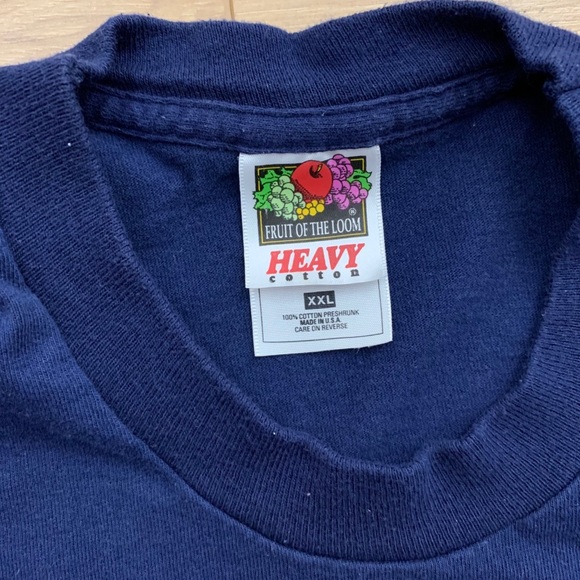 FRUIT OF THE LOOM ®
HEAVY
cotton
XXL
100% COTTON PRESHRUNK
MADE IN U.S.A.
CARE ON REVERSE